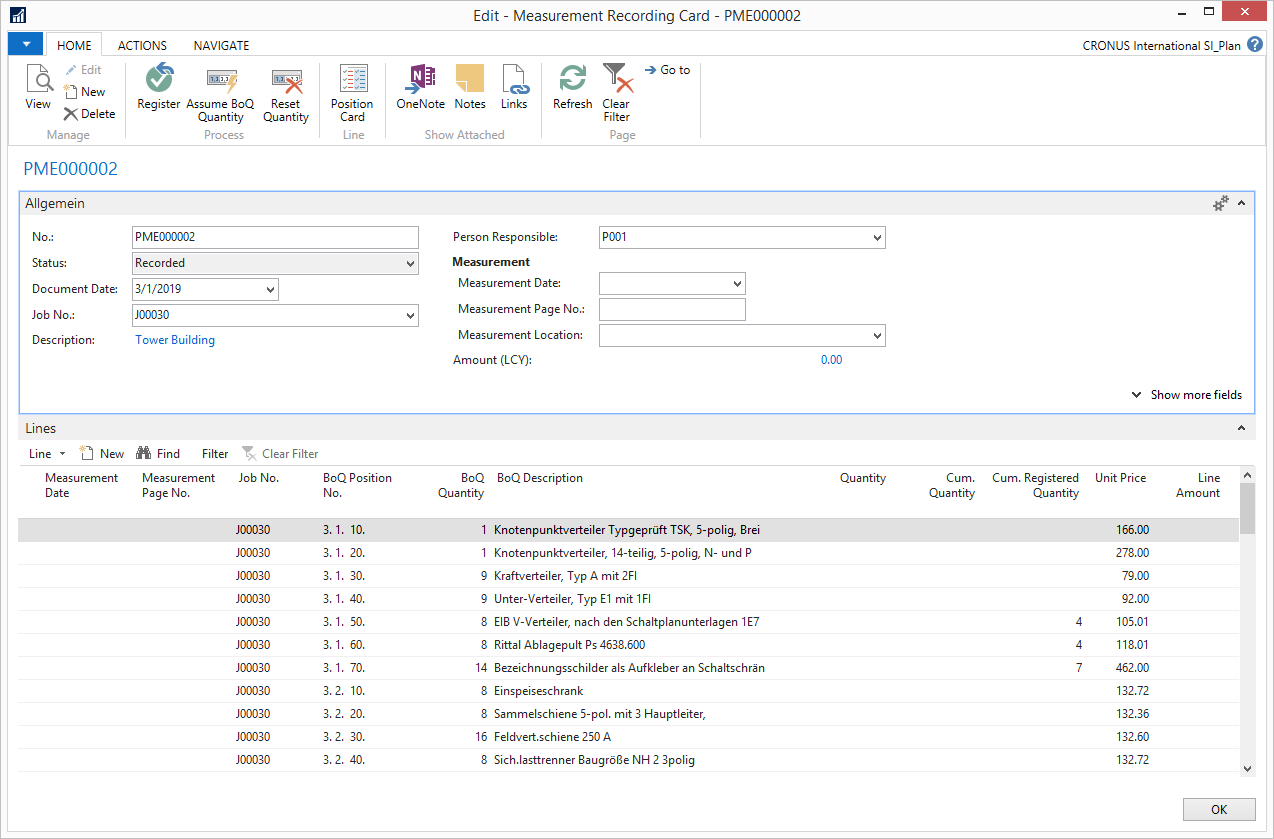 Edit - Measurement Recording Card - PME000002
HOME ACTIONS NAVIGATE CRONUS International SI_Plan ?
View Edit New Delete Manage
Register Assume BoQ Quantity Reset Quantity Process
Position Card Line
OneNote Notes Links Show Attached
Refresh Clear Filter Go to Page
PME000002
Allgemein
No.: PME000002 Person Responsible: P001
Status: Recorded Measurement
Document Date: 3/1/2019 Measurement Date:
Job No.: J00030 Measurement Page No.:
Description: Tower Building Measurement Location:
Amount (LCY): 0.00
Show more fields
Lines
Line New Find Filter Clear Filter
Measurement Date Measurement Page No. Job No. BoQ Position No. BoQ Quantity BoQ Description Quantity Cum. Quantity Cum. Registered Quantity Unit Price Line Amount
J00030 3. 1. 10. 1 Knotenpunktverteiler Typgeprüft TSK, 5-polig, Brei 166.00
J00030 3. 1. 20. 1 Knotenpunktverteiler, 14-teilig, 5-polig, N- und P 278.00
J00030 3. 1. 30. 9 Kraftverteiler, Typ A mit 2FI 79.00
J00030 3. 1. 40. 9 Unter-Verteiler, Typ E1 mit 1FI 92.00
J00030 3. 1. 50. 8 EIB V-Verteiler, nach den Schaltplanunterlagen 1E7 4 105.01
J00030 3. 1. 60. 8 Rittal Ablagepult Ps 4638.600 4 118.01
J00030 3. 1. 70. 14 Bezeichnungsschilder als Aufkleber an Schaltschrän 7 462.00
J00030 3. 2. 10. 8 Einspeiseschrank 132.72
J00030 3. 2. 20. 8 Sammelschiene 5-pol. mit 3 Hauptleiter, 132.36
J00030 3. 2. 30. 16 Feldvert.schiene 250 A 132.60
J00030 3. 2. 40. 8 Sich.lasttrenner Baugröße NH 2 3polig 132.72
OK